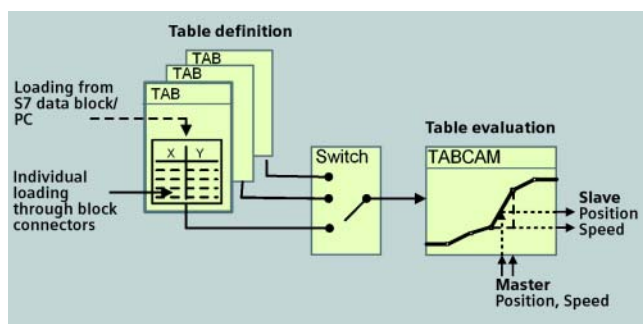 Table definition
TAB
TAB
TAB
Loading from
S7 data block/
PC
X Y
Individual
loading
through block
connectors
Switch
Table evaluation
TABCAM
Slave
Position
Speed
Master
Position, Speed